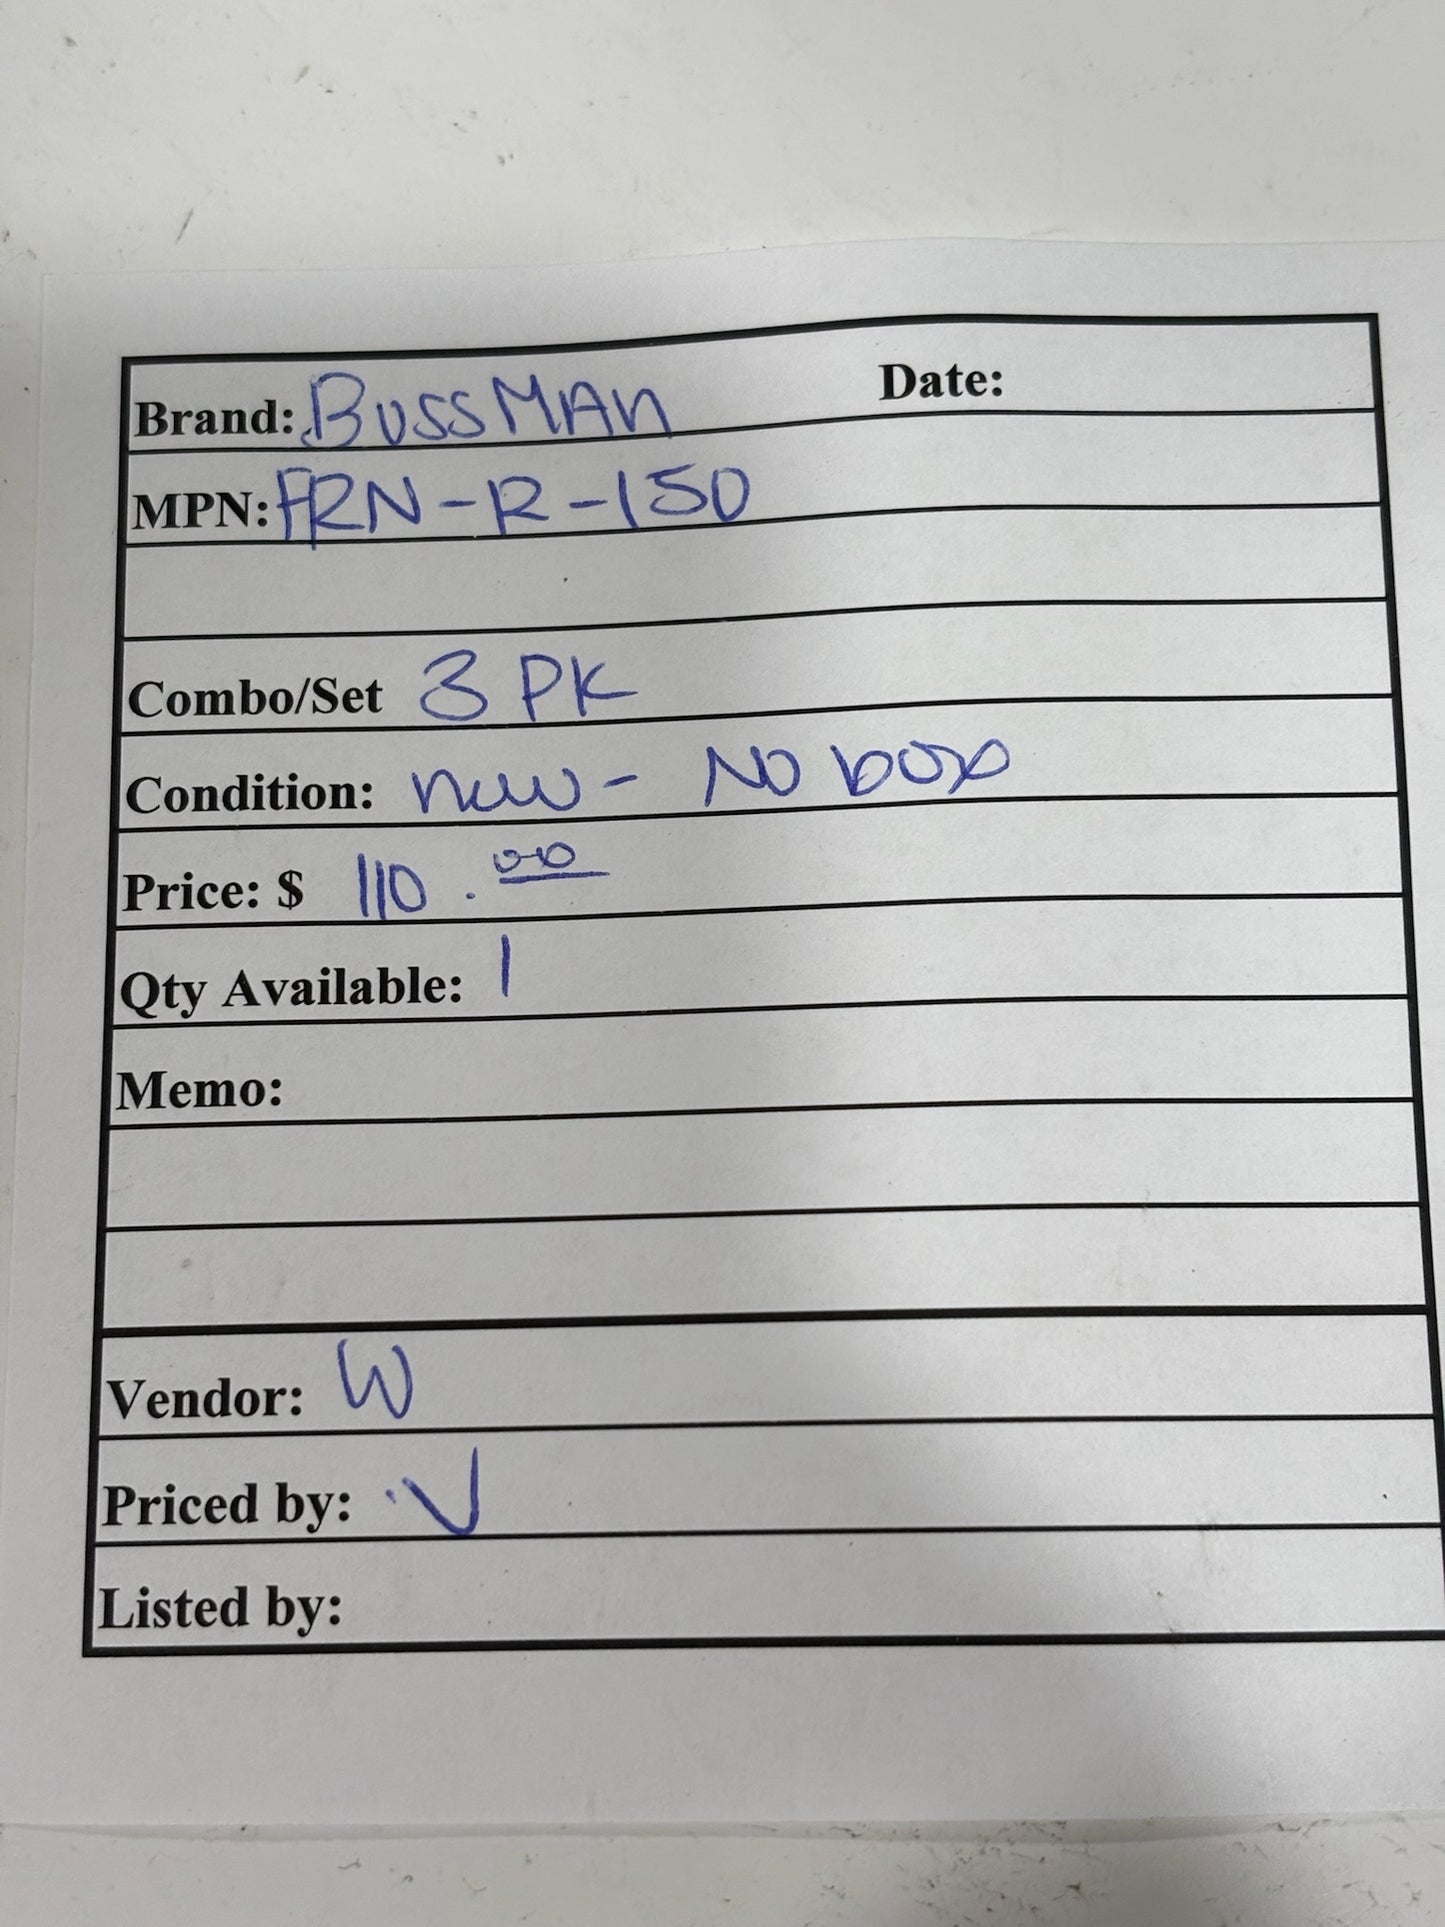 Brand: BUSSMAN Date:
MPN: FRN-R-150
Combo/Set 3 PK
Condition: new - No box
Price: $ 110.00
Qty Available: 1
Memo:
Vendor: W
Priced by: V
Listed by: